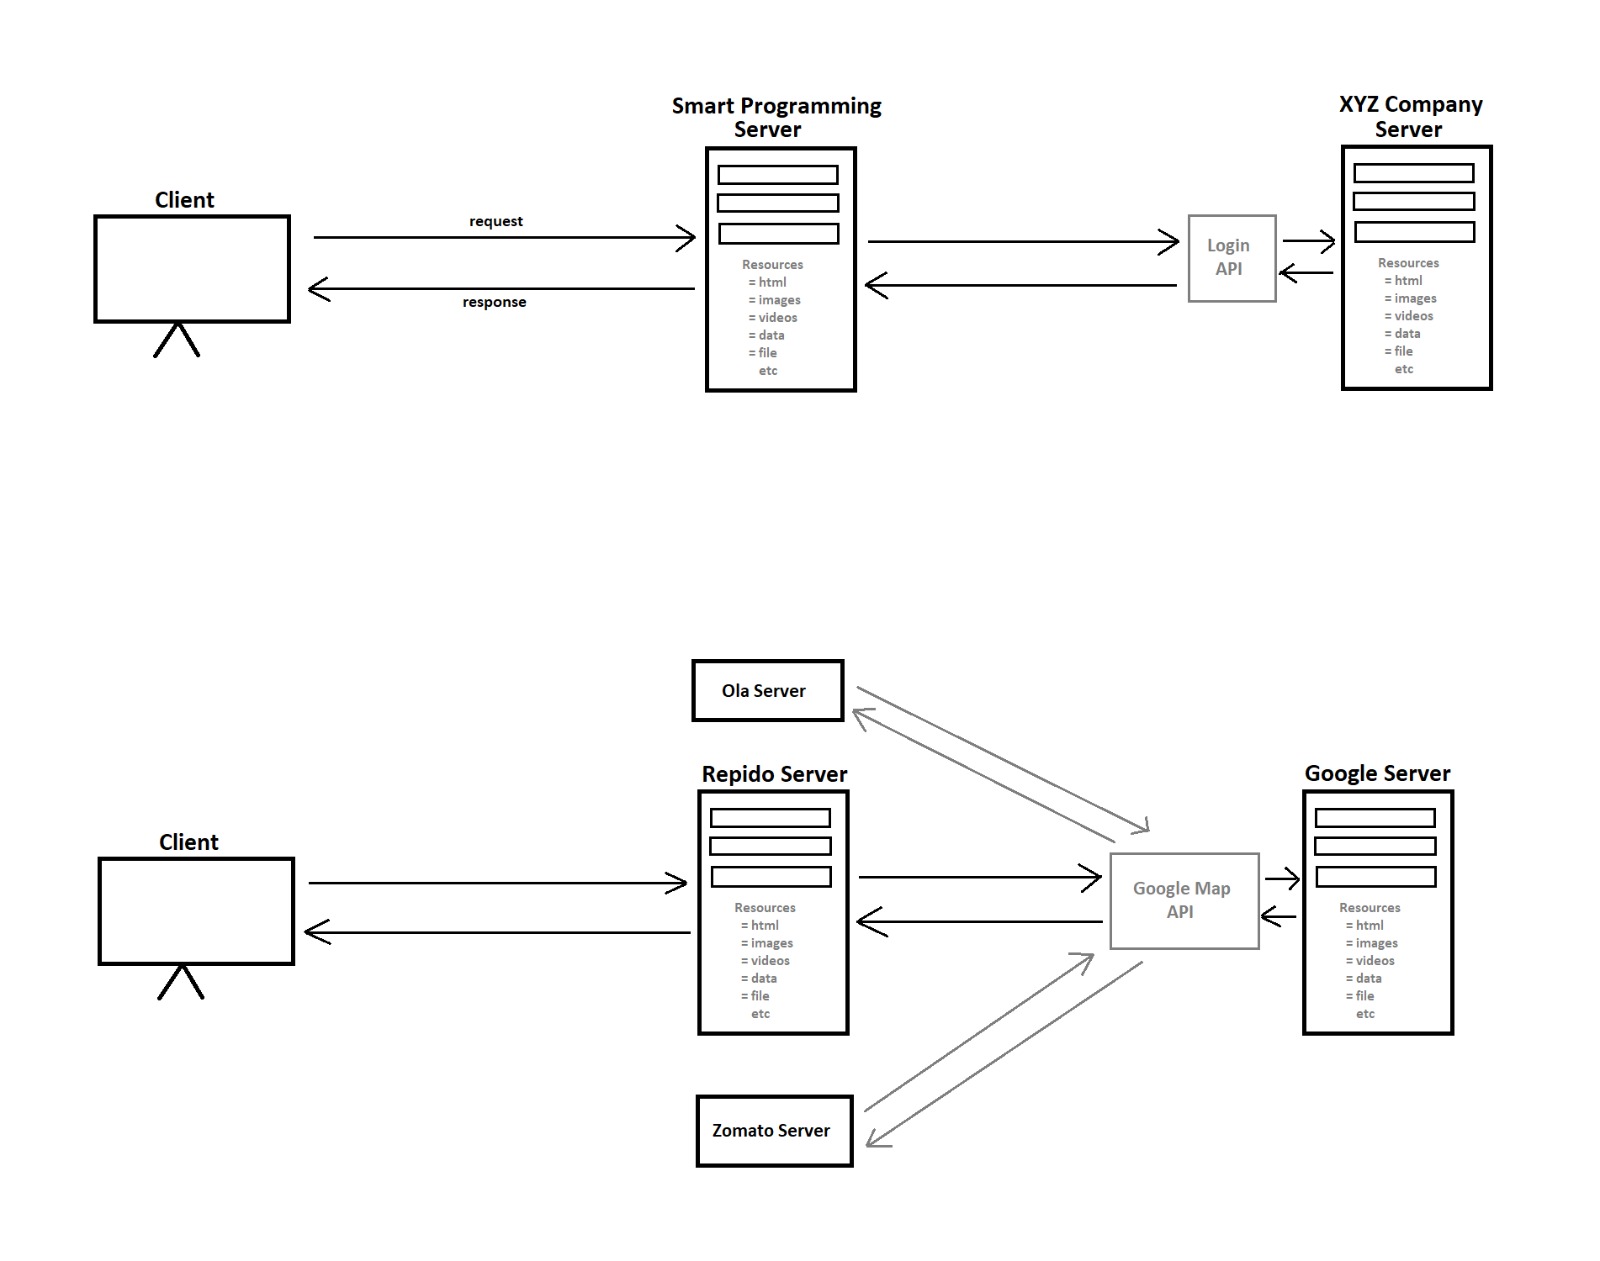 Smart Programming
Server
XYZ Company
Server
Client
request
response
Resources
= html
= images
= videos
= data
= file
etc
Login
API
Resources
= html
= images
= videos
= data
= file
etc
Ola Server
Repido Server
Google Server
Client
Resources
= html
= images
= videos
= data
= file
etc
Google Map
API
Resources
= html
= images
= videos
= data
= file
etc
Zomato Server